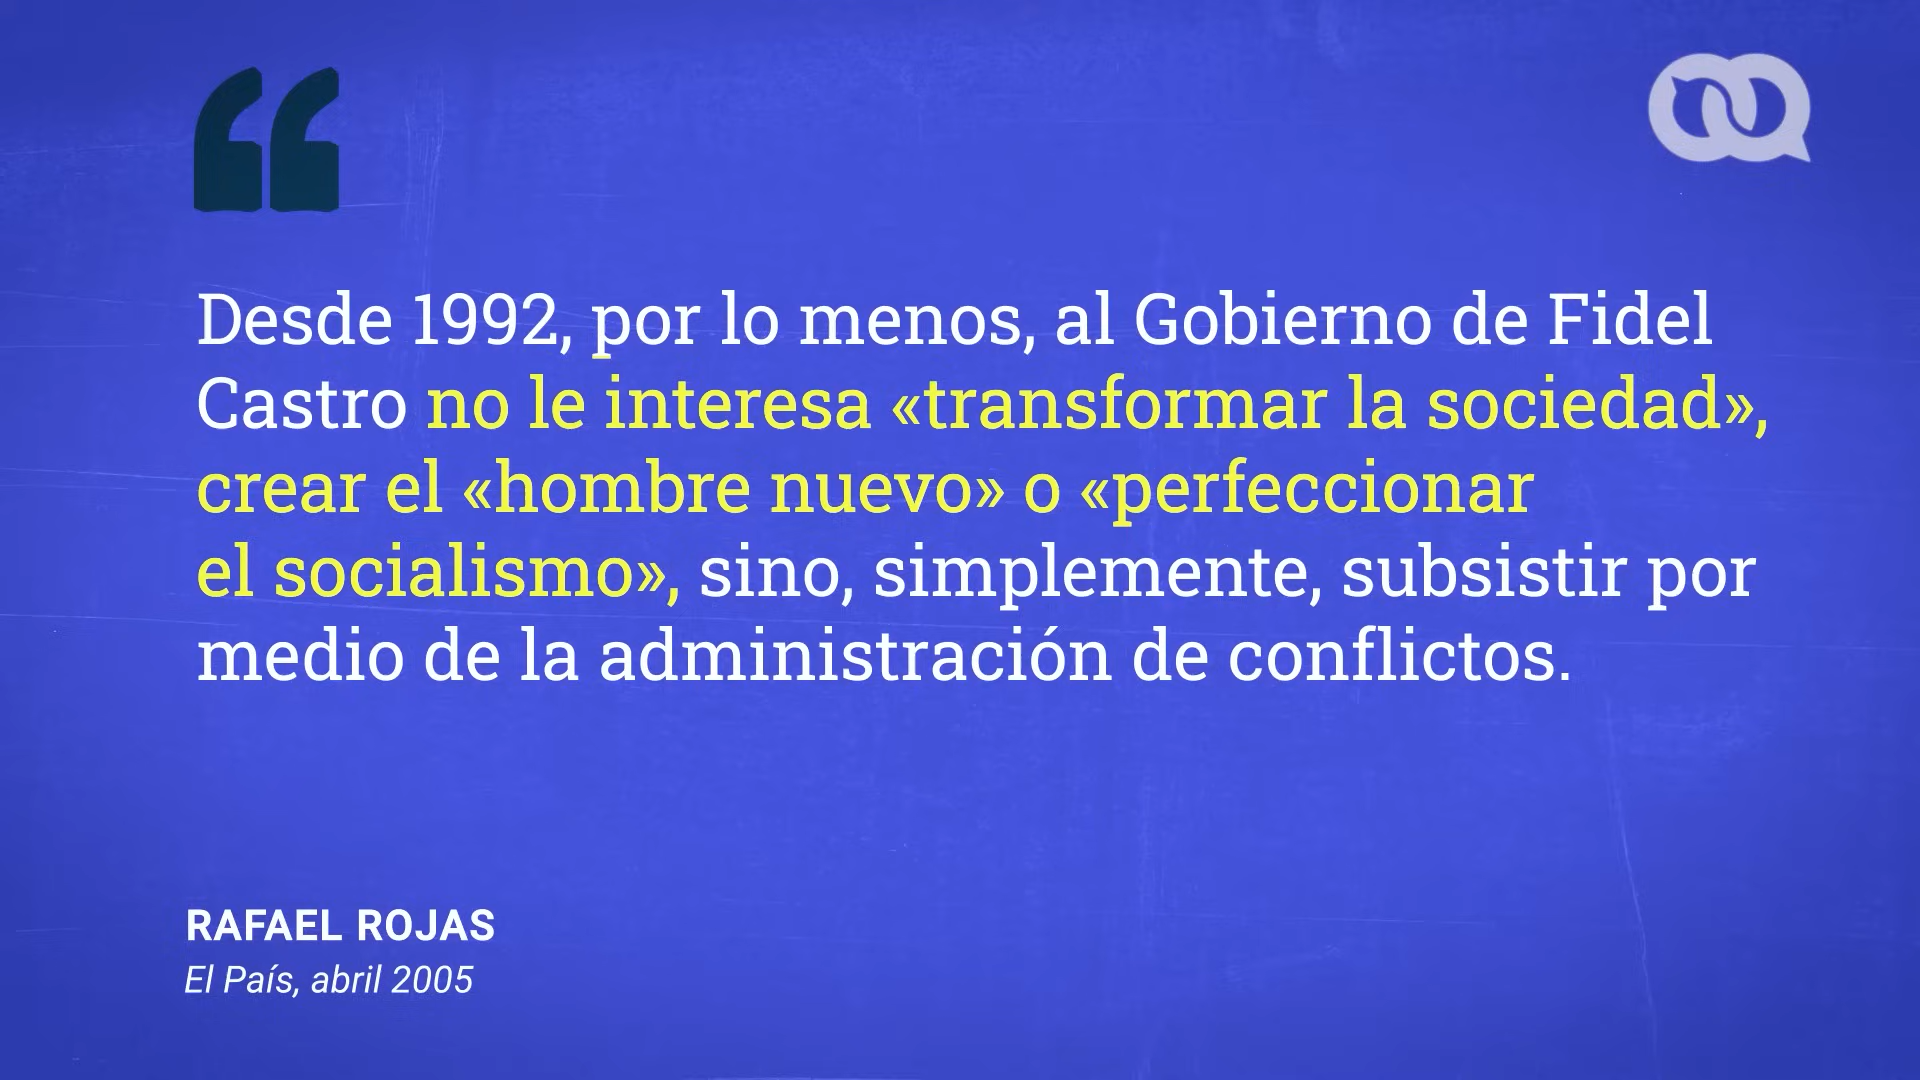 Desde 1992, por lo menos, al Gobierno de Fidel
Castro no le interesa «transformar la sociedad»,
crear el «hombre nuevo» o «perfeccionar
el socialismo», sino, simplemente, subsistir por
medio de la administración de conflictos.
RAFAEL ROJAS
El País, abril 2005